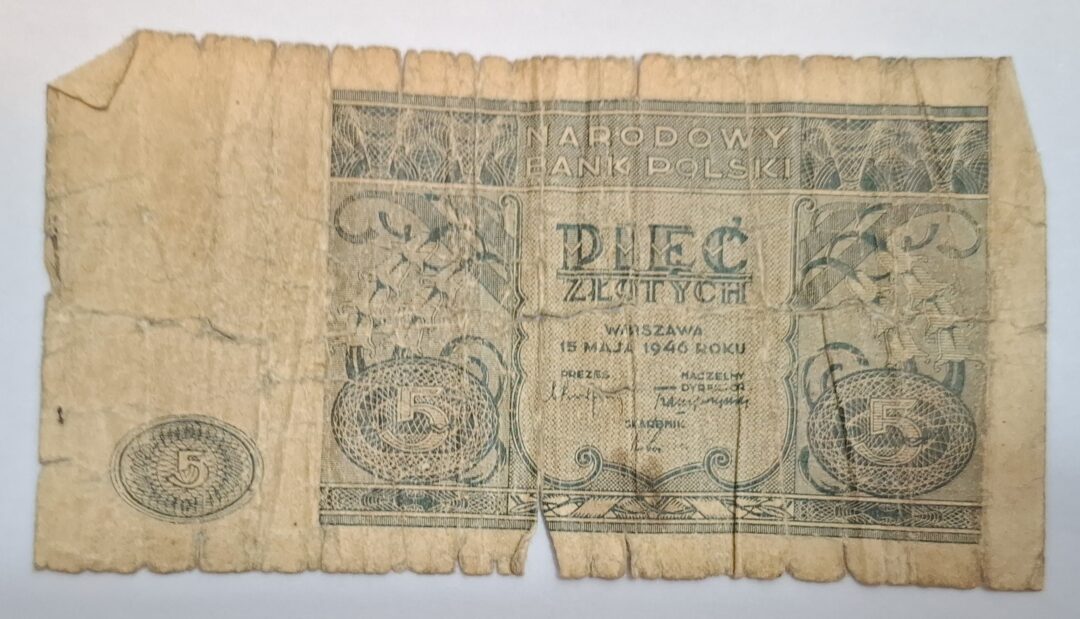 NARODOWY
BANK POLSKI
PIĘĆ
ZŁOTYCH
WARSZAWA
15 MAJA 1946 ROKU
PREZES
NACZELNY
DYREKTOR
SKARBNIK
5
5
5